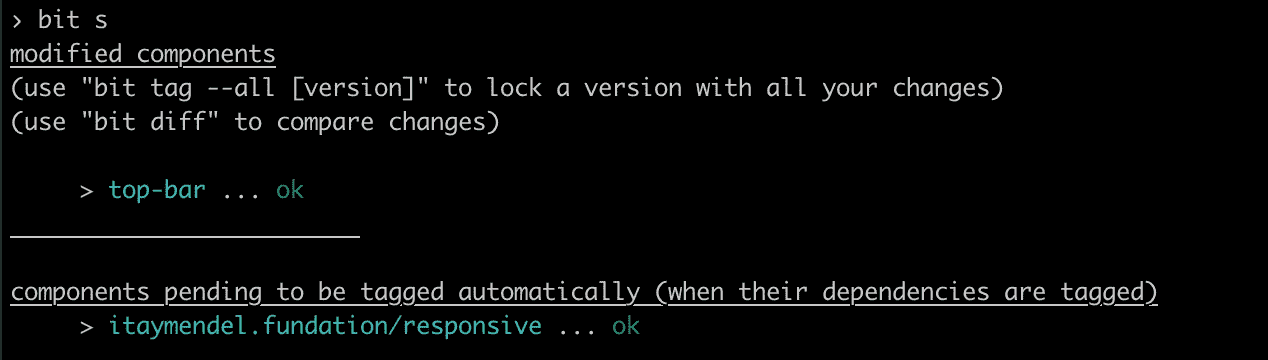 › bit s
modified components
(use "bit tag --all [version]" to lock a version with all your changes)
(use "bit diff" to compare changes)
> top-bar ... ok
components pending to be tagged automatically (when their dependencies are tagged)
> itaymendel.fundation/responsive ... ok